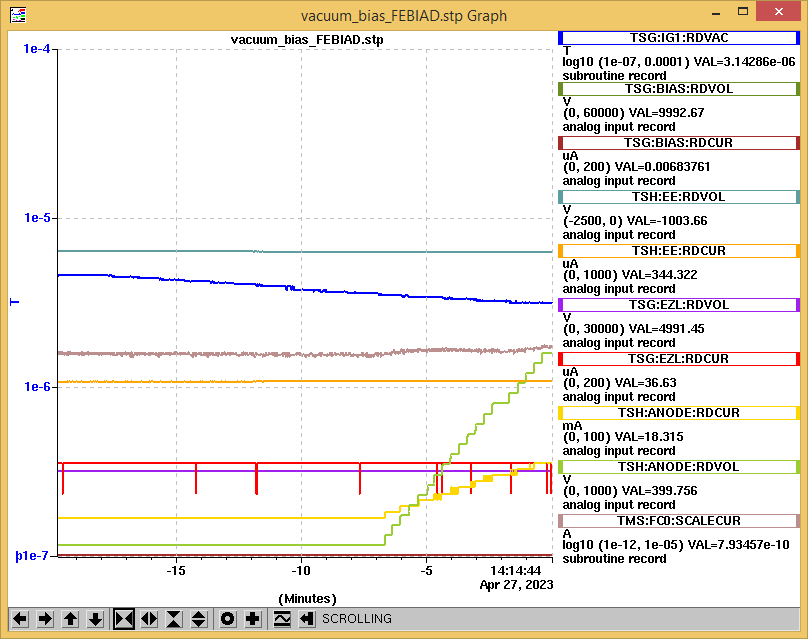 vacuum_bias_FEBIAD.stp Graph
vacuum_bias_FEBIAD.stp
1e-4
1e-5
T
1e-6
1e-7
-15
-10
-5
14:14:44
Apr 27, 2023
(Minutes)
TSG:IG1:RDVAC
T
log10 (1e-07, 0.0001) VAL=3.14286e-06
subroutine record
TSG:BIAS:RDVOL
V
(0, 60000) VAL=9992.67
analog input record
TSG:BIAS:RDCUR
uA
(0, 200) VAL=0.00683761
analog input record
TSH:EE:RDVOL
V
(-2500, 0) VAL=-1003.66
analog input record
TSH:EE:RDCUR
uA
(0, 1000) VAL=344.322
analog input record
TSG:EZL:RDVOL
V
(0, 30000) VAL=4991.45
analog input record
TSG:EZL:RDCUR
uA
(0, 200) VAL=36.63
analog input record
TSH:ANODE:RDCUR
mA
(0, 100) VAL=18.315
analog input record
TSH:ANODE:RDVOL
V
(0, 1000) VAL=399.756
analog input record
TMS:FC0:SCALECUR
A
log10 (1e-12, 1e-05) VAL=7.93457e-10
subroutine record
SCROLLING